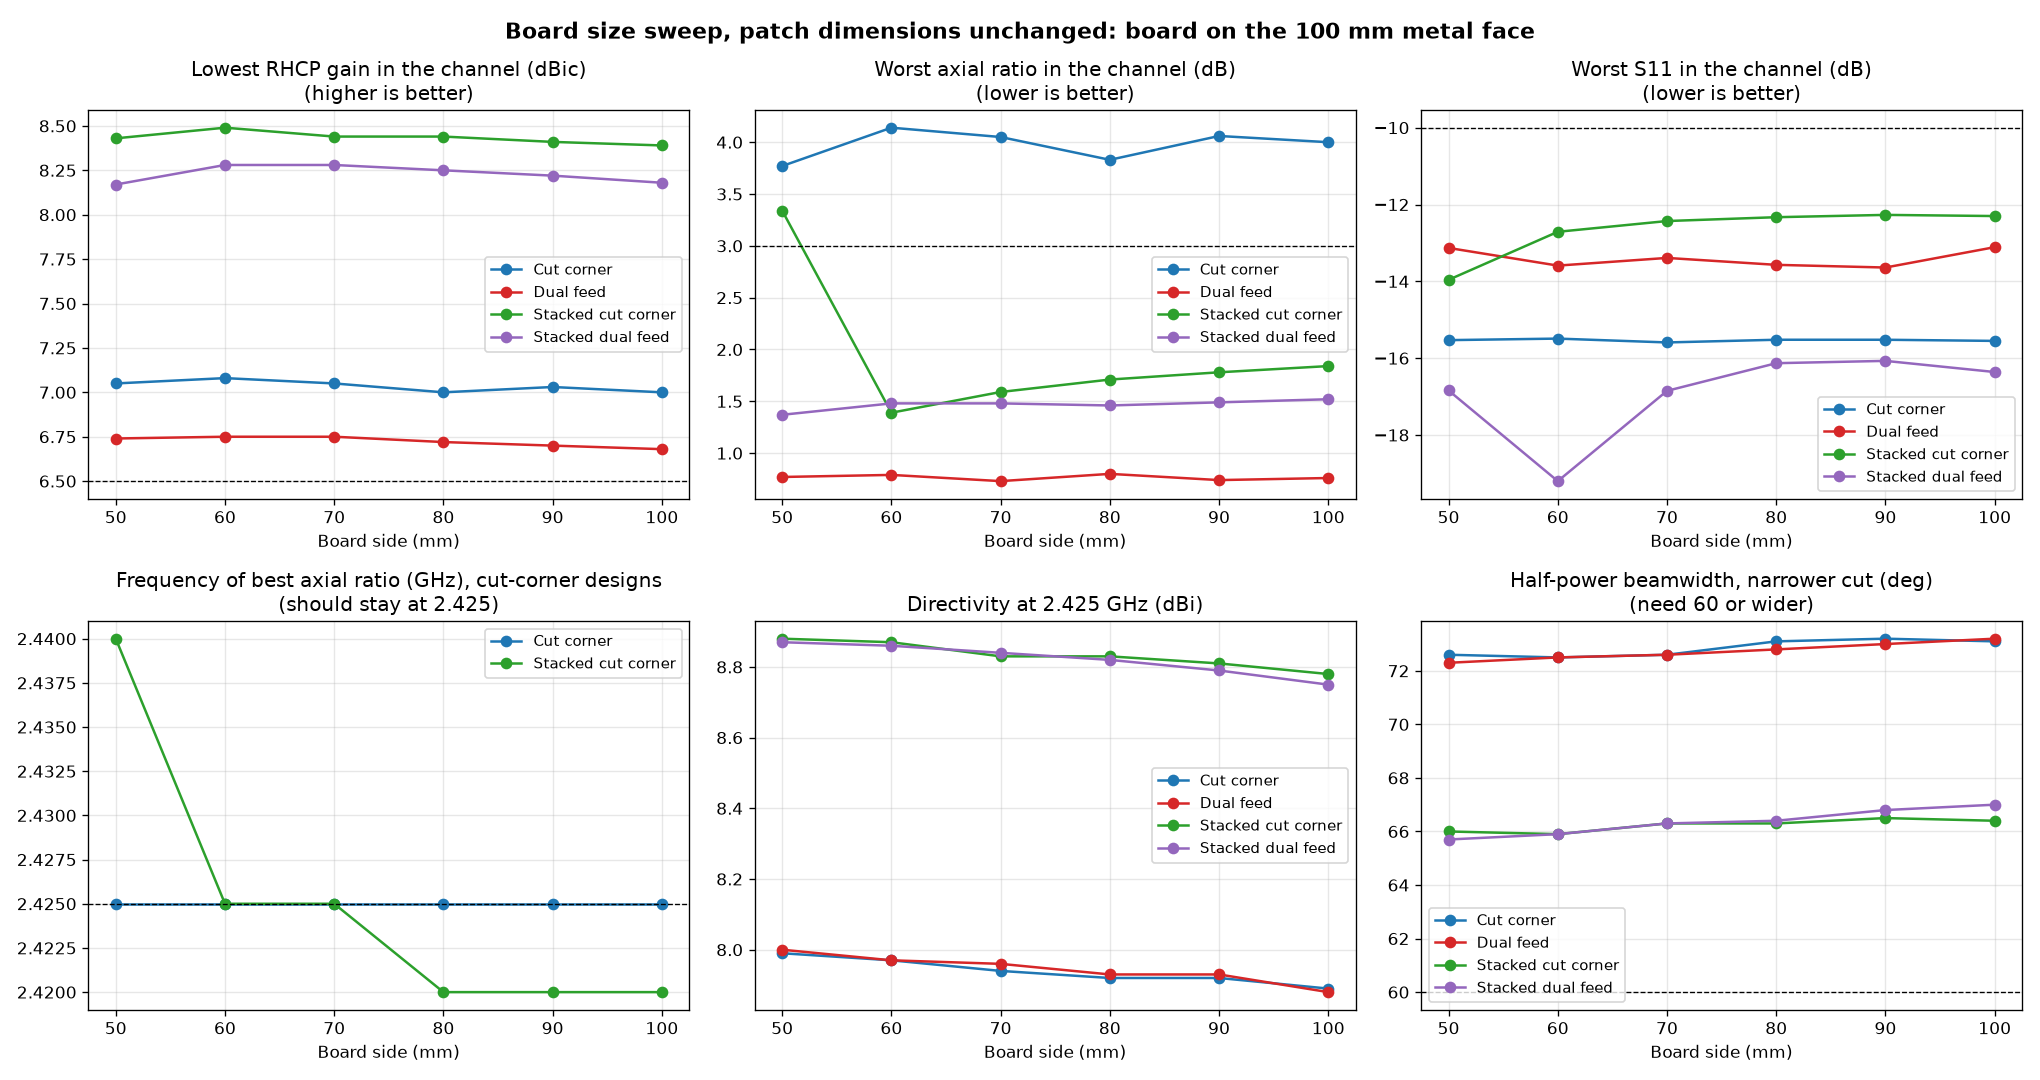 Board size sweep, patch dimensions unchanged: board on the 100 mm metal face
Lowest RHCP gain in the channel (dBic)
(higher is better)
8.50
8.25
8.00
7.75
7.50
7.25
7.00
6.75
6.50
Cut corner
Dual feed
Stacked cut corner
Stacked dual feed
50 60 70 80 90 100
Board side (mm)
Worst axial ratio in the channel (dB)
(lower is better)
4.0
3.5
3.0
2.5
2.0
1.5
1.0
Cut corner
Dual feed
Stacked cut corner
Stacked dual feed
50 60 70 80 90 100
Board side (mm)
Worst S11 in the channel (dB)
(lower is better)
−10
−12
−14
−16
−18
Cut corner
Dual feed
Stacked cut corner
Stacked dual feed
50 60 70 80 90 100
Board side (mm)
Frequency of best axial ratio (GHz), cut-corner designs
(should stay at 2.425)
2.4400
2.4375
2.4350
2.4325
2.4300
2.4275
2.4250
2.4225
2.4200
Cut corner
Stacked cut corner
50 60 70 80 90 100
Board side (mm)
Directivity at 2.425 GHz (dBi)
8.8
8.6
8.4
8.2
8.0
Cut corner
Dual feed
Stacked cut corner
Stacked dual feed
50 60 70 80 90 100
Board side (mm)
Half-power beamwidth, narrower cut (deg)
(need 60 or wider)
72
70
68
66
64
62
60
Cut corner
Dual feed
Stacked cut corner
Stacked dual feed
50 60 70 80 90 100
Board side (mm)